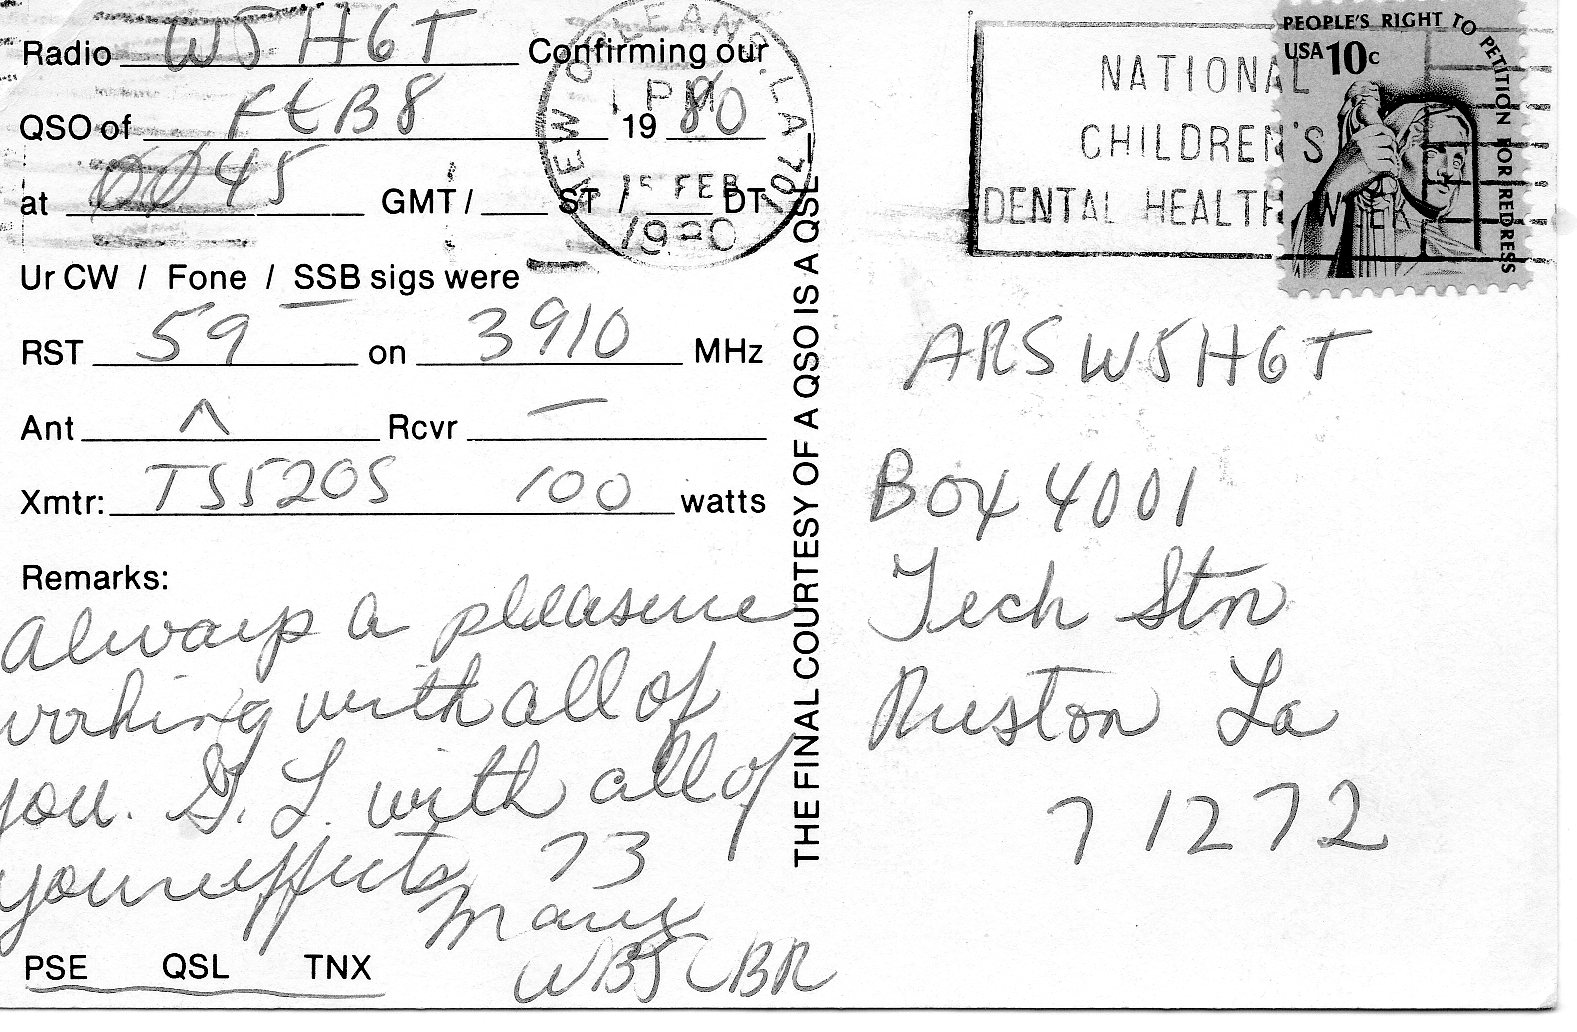 Radio W5HGT Confirming our
QSO of FEB 8 1980
at 0045 GMT / ST / DT
Ur CW / Fone / SSB sigs were
RST 59 on 3910 MHz
Ant ^ Rcvr —
Xmtr: TS520S 100 watts
Remarks:
Always a pleasure
working with all of
you. G. L. with all of
your effects 73
WB5CBR
PSE QSL TNX
THE FINAL COURTESY OF A QSO IS A QSL
NEW ORLEANS, LA 701
PM
15 FEB
1980
NATIONAL
CHILDREN'S
DENTAL HEALTH WEEK
PEOPLE'S RIGHT TO PETITION FOR REDRESS
USA 10c
ARS W5HGT
Box 4001
Tech Stn
Ruston La
71272